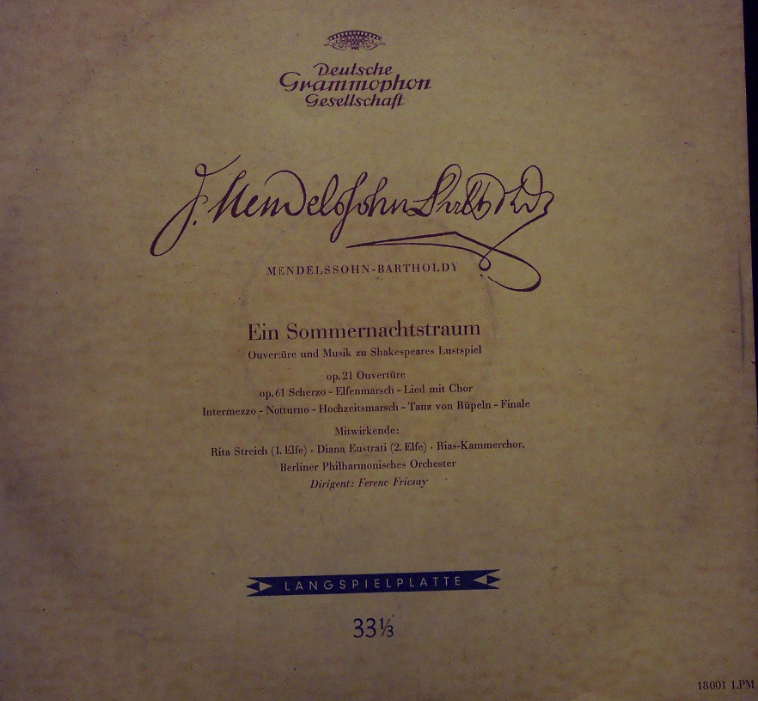 Deutsche
Grammophon
Gesellschaft
J. Mendelssohn Bartholdy
MENDELSSOHN-BARTHOLDY
Ein Sommernachtstraum
Ouvertüre und Musik zu Shakespeares Lustspiel
op. 21 Ouvertüre
op. 61 Scherzo - Elfenmarsch - Lied mit Chor
Intermezzo - Notturno - Hochzeitsmarsch - Tanz von Rüpeln - Finale
Mitwirkende:
Rita Streich (1. Elfe) · Diana Eustrati (2. Elfe) · Rias-Kammerchor,
Berliner Philharmonisches Orchester
Dirigent: Ferenc Fricsay
LANGSPIELPLATTE
33⅓
18001 LPM